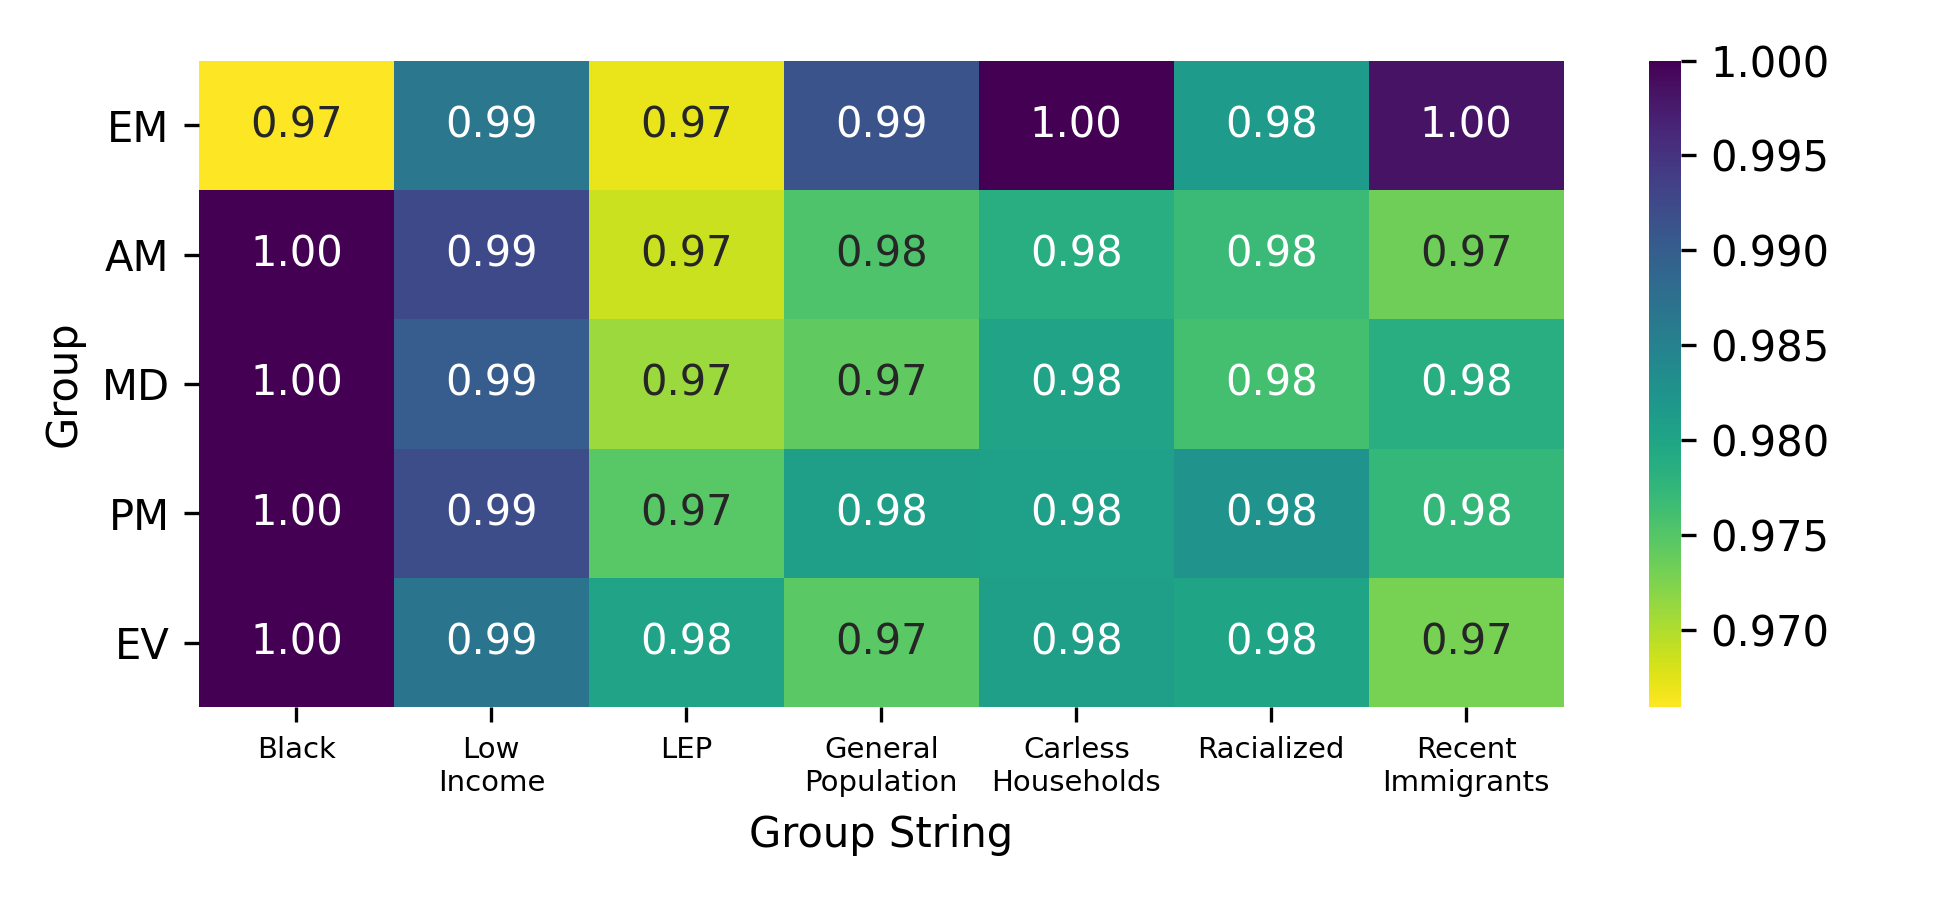 EM 0.97 0.99 0.97 0.99 1.00 0.98 1.00
AM 1.00 0.99 0.97 0.98 0.98 0.98 0.97
MD 1.00 0.99 0.97 0.97 0.98 0.98 0.98
PM 1.00 0.99 0.97 0.98 0.98 0.98 0.98
EV 1.00 0.99 0.98 0.97 0.98 0.98 0.97
Group
Black
Low
Income
LEP
General
Population
Carless
Households
Racialized
Recent
Immigrants
Group String
1.000
0.995
0.990
0.985
0.980
0.975
0.970